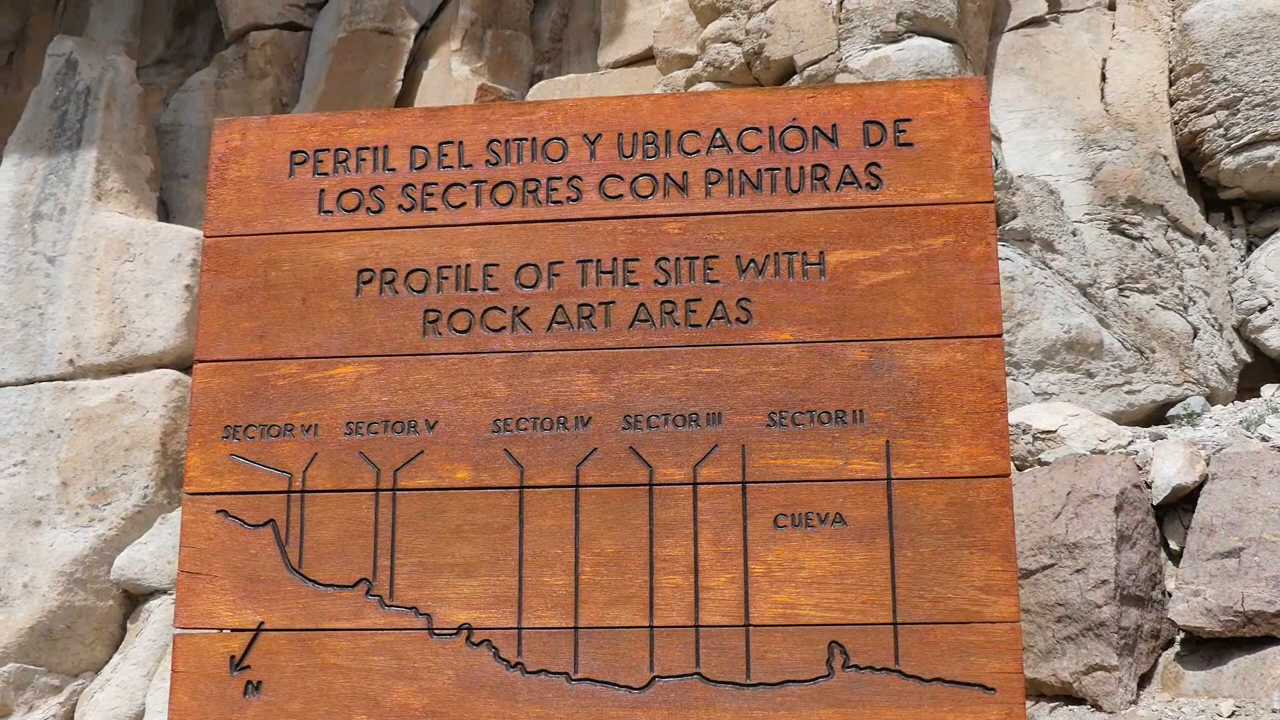 PERFIL DEL SITIO Y UBICACIÓN DE
LOS SECTORES CON PINTURAS
PROFILE OF THE SITE WITH
ROCK ART AREAS
SECTOR VI SECTOR V SECTOR IV SECTOR III SECTOR II
CUEVA
N